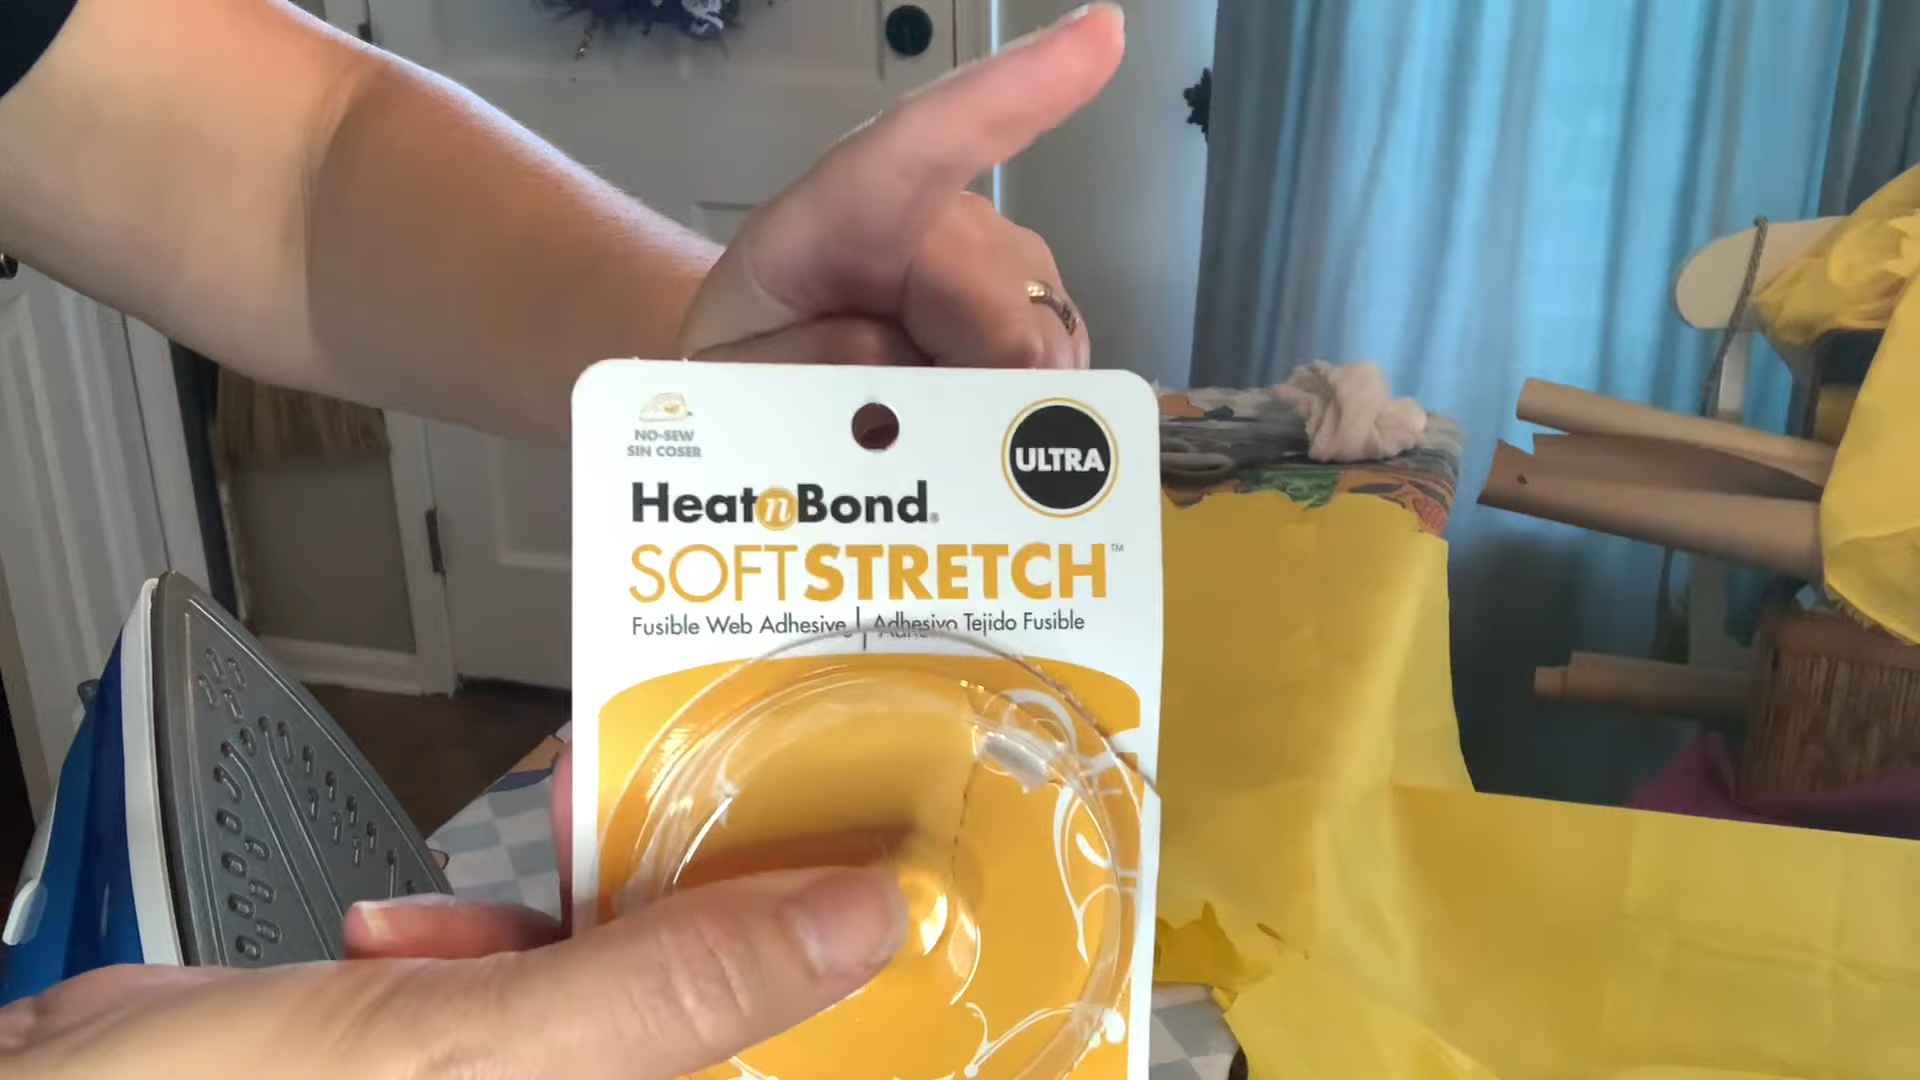 NO-SEW
SIN COSER
ULTRA
HeatnBond®
SOFTSTRETCH™
Fusible Web Adhesive | Adhesivo Tejido Fusible